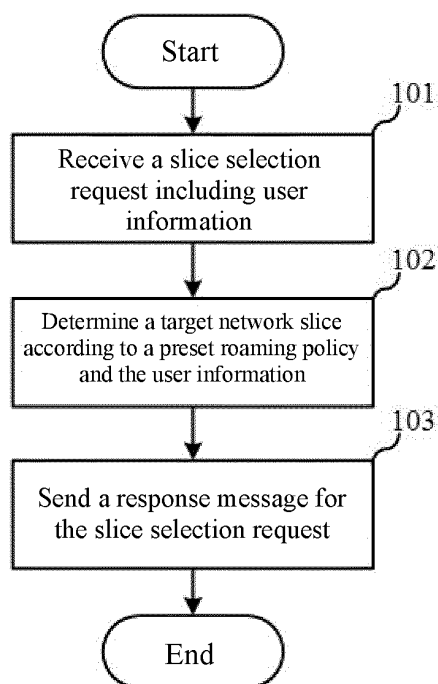 Start
101
Receive a slice selection
request including user
information
102
Determine a target network slice
according to a preset roaming policy
and the user information
103
Send a response message for
the slice selection request
End